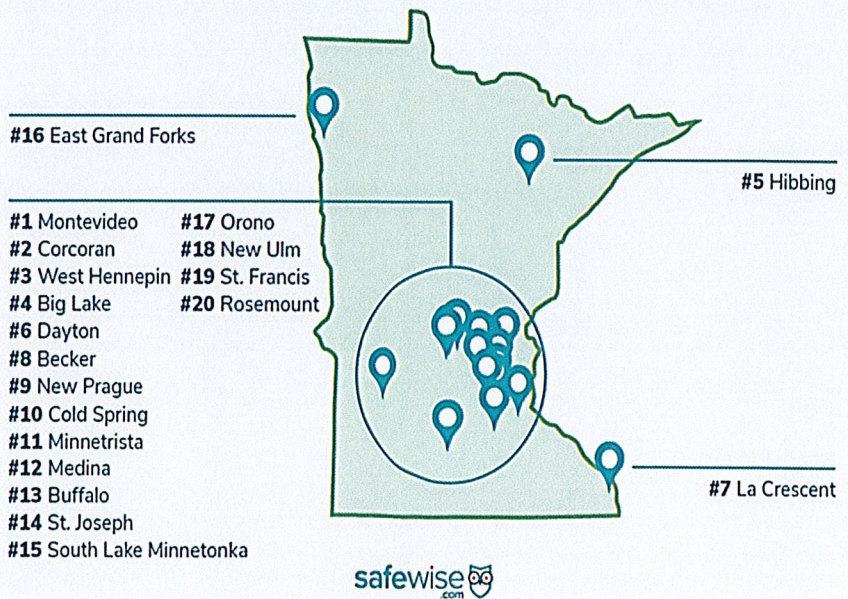 #16 East Grand Forks
#5 Hibbing
#1 Montevideo
#2 Corcoran
#3 West Hennepin
#4 Big Lake
#6 Dayton
#8 Becker
#9 New Prague
#10 Cold Spring
#11 Minnetrista
#12 Medina
#13 Buffalo
#14 St. Joseph
#15 South Lake Minnetonka
#17 Orono
#18 New Ulm
#19 St. Francis
#20 Rosemount
#7 La Crescent
safewise
.com